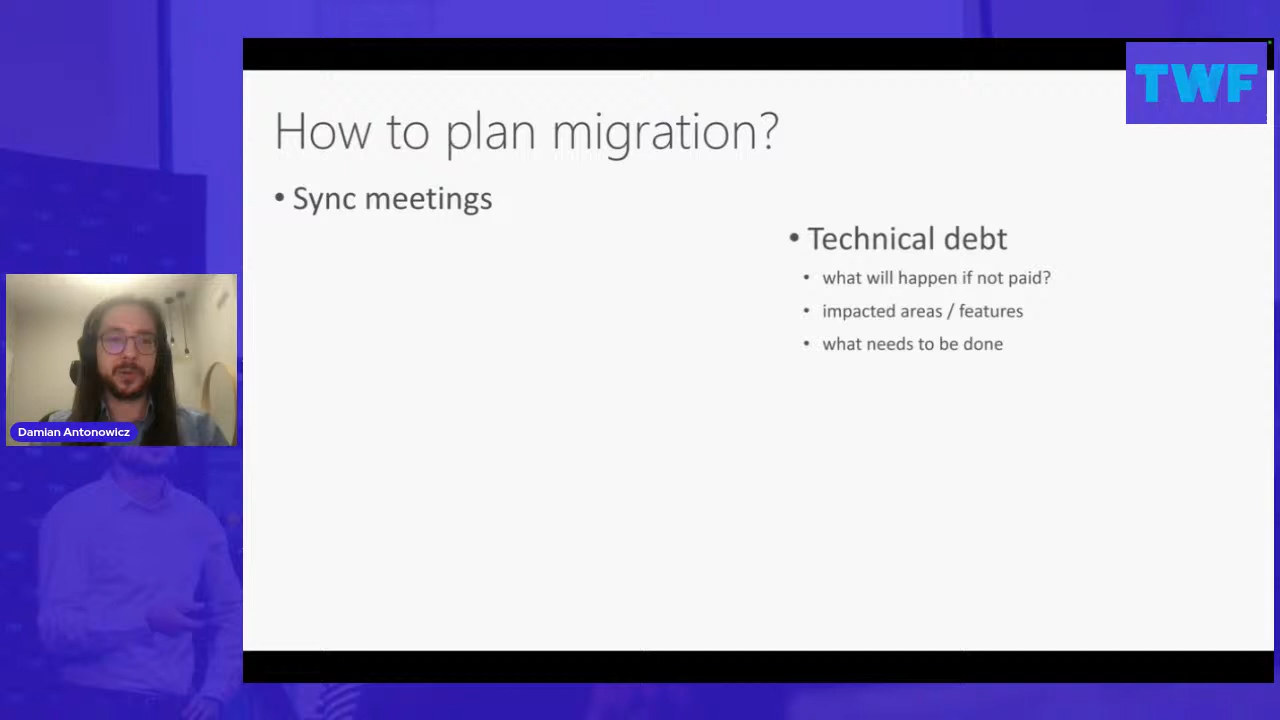 TWF
How to plan migration?
• Sync meetings
• Technical debt
• what will happen if not paid?
• impacted areas / features
• what needs to be done
Damian Antonowicz